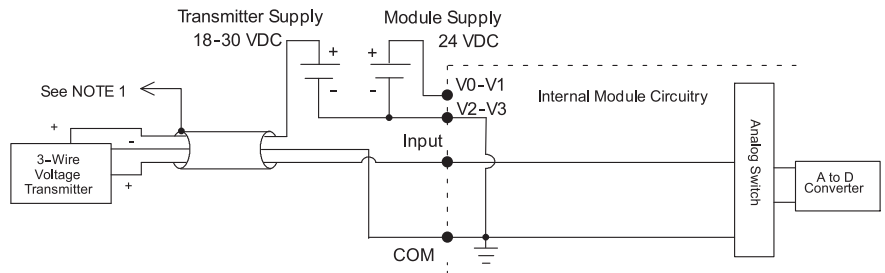 Transmitter Supply
18-30 VDC
Module Supply
24 VDC
+
-
+
-
See NOTE 1
V0-V1
V2-V3
Internal Module Circuitry
Input
+
-
+
3-Wire
Voltage
Transmitter
Analog Switch
A to D
Converter
COM